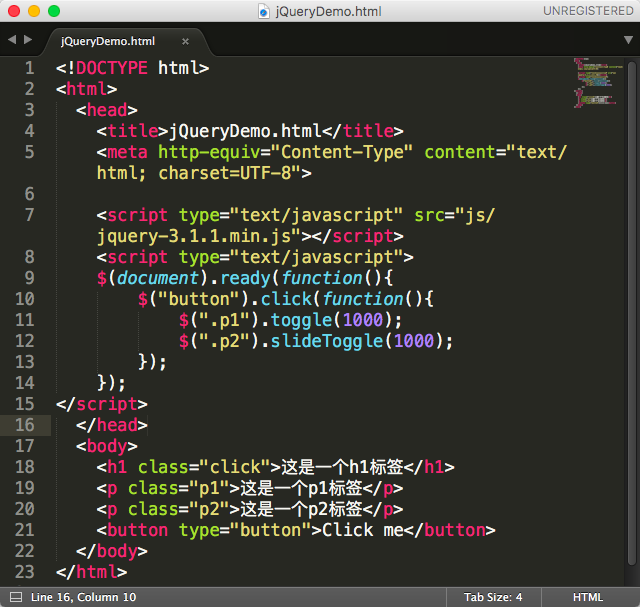 jQueryDemo.html
UNREGISTERED
jQueryDemo.html ×
1 <!DOCTYPE html>
2 <html>
3 <head>
4 <title>jQueryDemo.html</title>
5 <meta http-equiv="Content-Type" content="text/
html; charset=UTF-8">
6
7 <script type="text/javascript" src="js/
jquery-3.1.1.min.js"></script>
8 <script type="text/javascript">
9 $(document).ready(function(){
10 $("button").click(function(){
11 $(".p1").toggle(1000);
12 $(".p2").slideToggle(1000);
13 });
14 });
15 </script>
16 </head>
17 <body>
18 <h1 class="click">这是一个h1标签</h1>
19 <p class="p1">这是一个p1标签</p>
20 <p class="p2">这是一个p2标签</p>
21 <button type="button">Click me</button>
22 </body>
23 </html>
Line 16, Column 10
Tab Size: 4
HTML